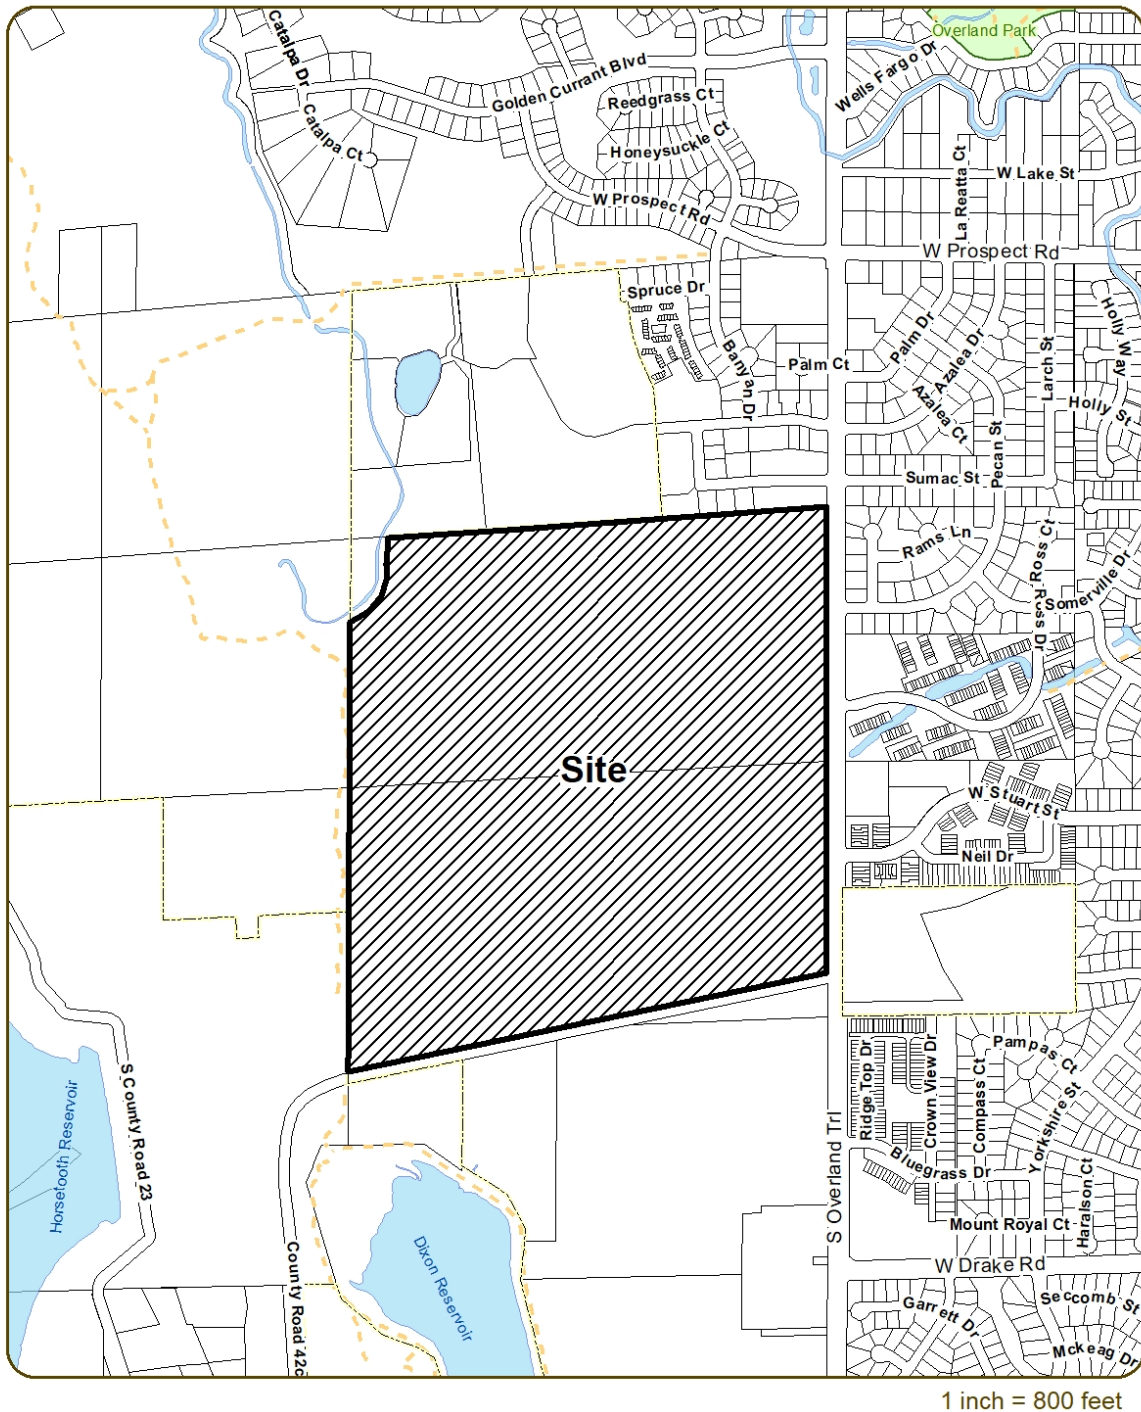 Overland Park
Catalpa Dr
Wells Fargo Dr
Golden Currant Blvd
Reedgrass Ct
Catalpa Ct
Honeysuckle Ct
La Reatta Ct
W Lake St
W Prospect Rd
W Prospect Rd
Spruce Dr
Holly Way
Palm Dr
Azalea Dr
Larch St
Banyan Dr
Palm Ct
Azalea Ct
Holly St
Pecan St
Sumac St
Rams Ln
Ross Ct
Somerville Dr
Ross Dr
Site
W Stuart St
Neil Dr
S County Road 23
Horsetooth Reservoir
Ridge Top Dr
Crown View Dr
Compass Ct
Pampas Ct
Yorkshire St
S Overland Trl
Bluegrass Dr
Haralson Ct
Mount Royal Ct
County Road 42c
Dixon Reservoir
W Drake Rd
Garrett Dr
Seccomb St
Mckeag Dr
1 inch = 800 feet